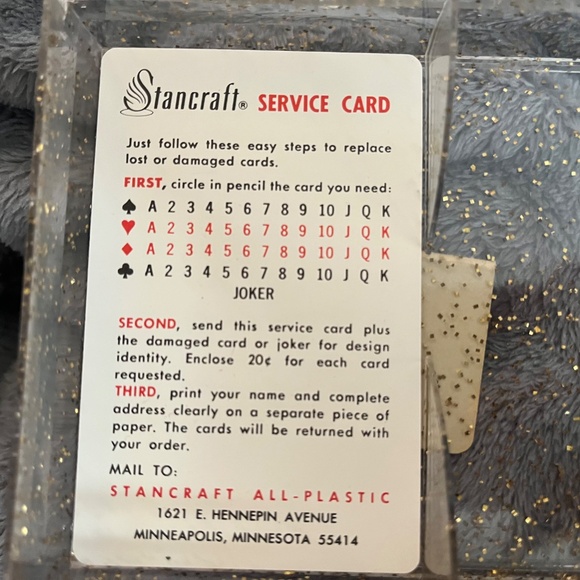 Stancraft® SERVICE CARD
Just follow these easy steps to replace
lost or damaged cards.
FIRST, circle in pencil the card you need:
♠ A 2 3 4 5 6 7 8 9 10 J Q K
♥ A 2 3 4 5 6 7 8 9 10 J Q K
♦ A 2 3 4 5 6 7 8 9 10 J Q K
♣ A 2 3 4 5 6 7 8 9 10 J Q K
JOKER
SECOND, send this service card plus
the damaged card or joker for design
identity. Enclose 20¢ for each card
requested.
THIRD, print your name and complete
address clearly on a separate piece of
paper. The cards will be returned with
your order.
MAIL TO:
STANCRAFT ALL-PLASTIC
1621 E. HENNEPIN AVENUE
MINNEAPOLIS, MINNESOTA 55414